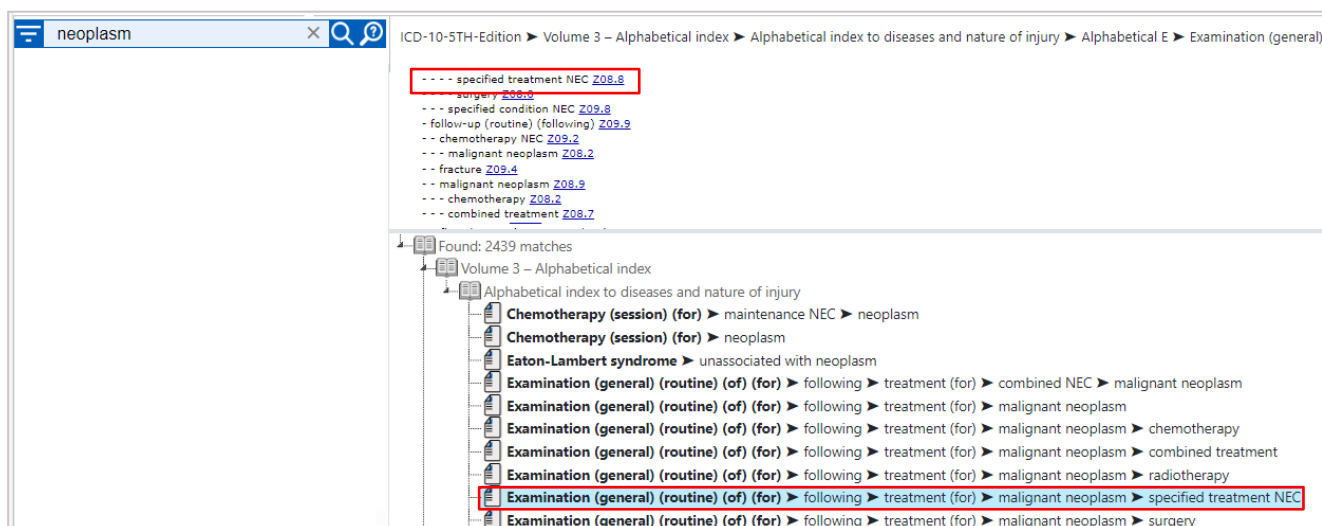 neoplasm
ICD-10-5TH-Edition ➤ Volume 3 – Alphabetical index ➤ Alphabetical index to diseases and nature of injury ➤ Alphabetical E ➤ Examination (general)
- - - - specified treatment NEC Z08.8
- - - - surgery Z08.0
- - - specified condition NEC Z09.8
- follow-up (routine) (following) Z09.9
- - chemotherapy NEC Z09.2
- - - malignant neoplasm Z08.2
- - fracture Z09.4
- - malignant neoplasm Z08.9
- - - chemotherapy Z08.2
- - - combined treatment Z08.7
Found: 2439 matches
Volume 3 – Alphabetical index
Alphabetical index to diseases and nature of injury
Chemotherapy (session) (for) ➤ maintenance NEC ➤ neoplasm
Chemotherapy (session) (for) ➤ neoplasm
Eaton-Lambert syndrome ➤ unassociated with neoplasm
Examination (general) (routine) (of) (for) ➤ following ➤ treatment (for) ➤ combined NEC ➤ malignant neoplasm
Examination (general) (routine) (of) (for) ➤ following ➤ treatment (for) ➤ malignant neoplasm
Examination (general) (routine) (of) (for) ➤ following ➤ treatment (for) ➤ malignant neoplasm ➤ chemotherapy
Examination (general) (routine) (of) (for) ➤ following ➤ treatment (for) ➤ malignant neoplasm ➤ combined treatment
Examination (general) (routine) (of) (for) ➤ following ➤ treatment (for) ➤ malignant neoplasm ➤ radiotherapy
Examination (general) (routine) (of) (for) ➤ following ➤ treatment (for) ➤ malignant neoplasm ➤ specified treatment NEC
Examination (general) (routine) (of) (for) ➤ following ➤ treatment (for) ➤ malignant neoplasm ➤ surgery